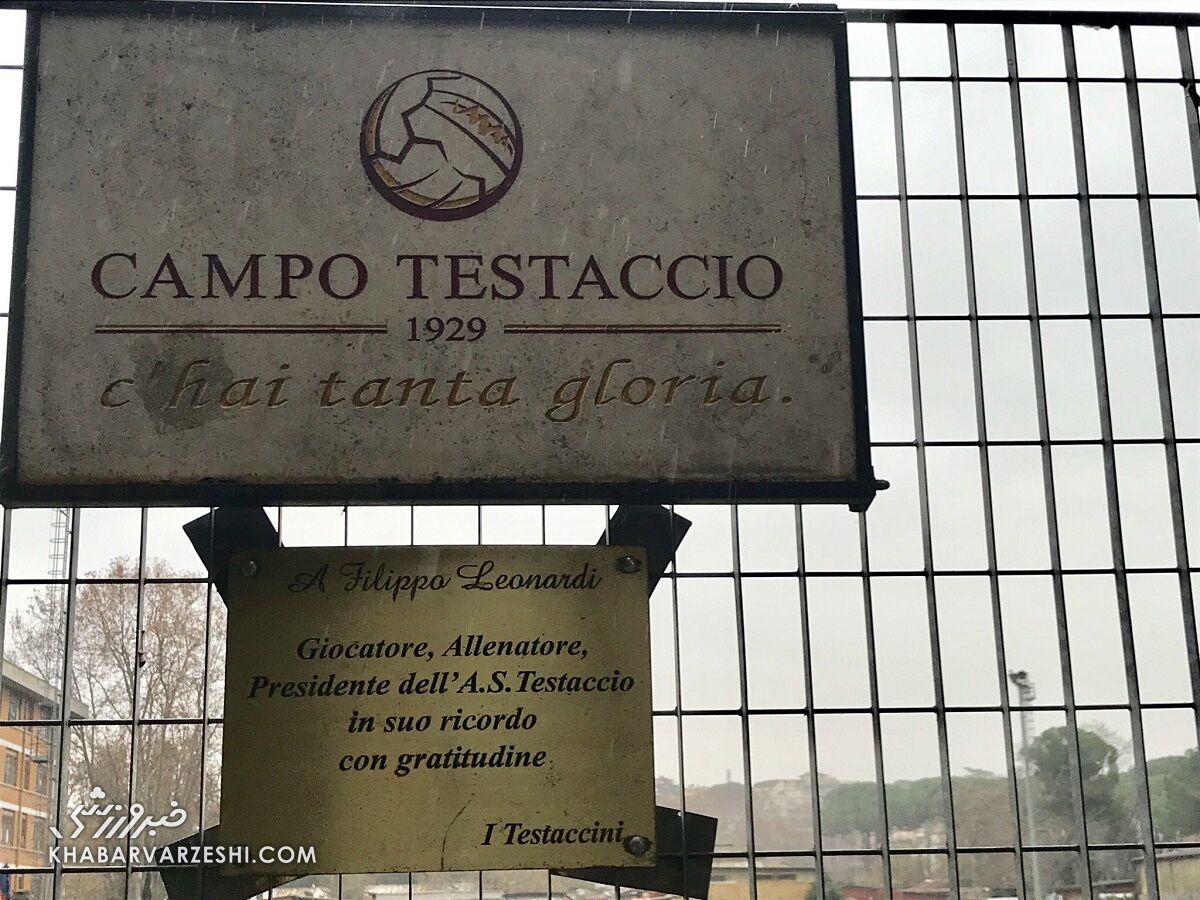 CAMPO TESTACCIO
1929
c'hai tanta gloria.
A Filippo Leonardi
Giocatore, Allenatore,
Presidente dell'A.S.Testaccio
in suo ricordo
con gratitudine
I Testaccini
خبرورزشی
KHABARVARZESHI.COM